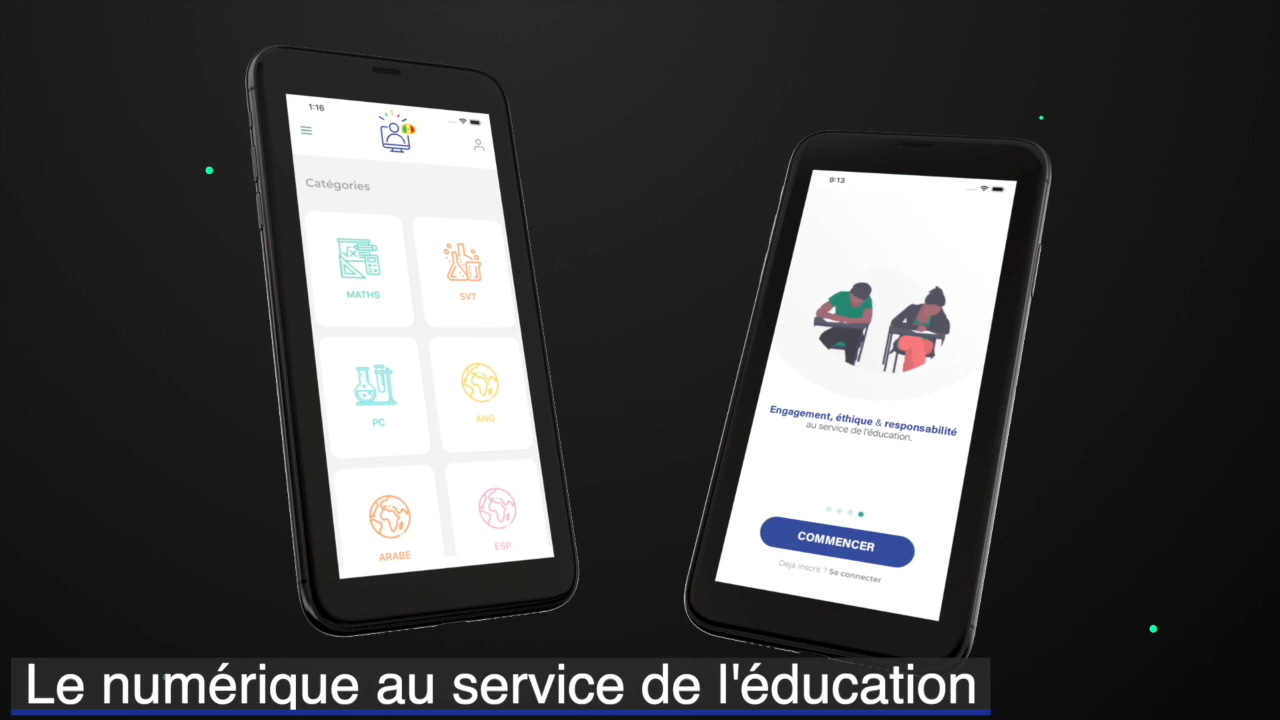 1:16
Catégories
MATHS
SVT
PC
ANG
ARABE
ESP
9:13
Engagement, éthique & responsabilité
au service de l'éducation.
COMMENCER
Déjà inscrit ? Se connecter
Le numérique au service de l'éducation